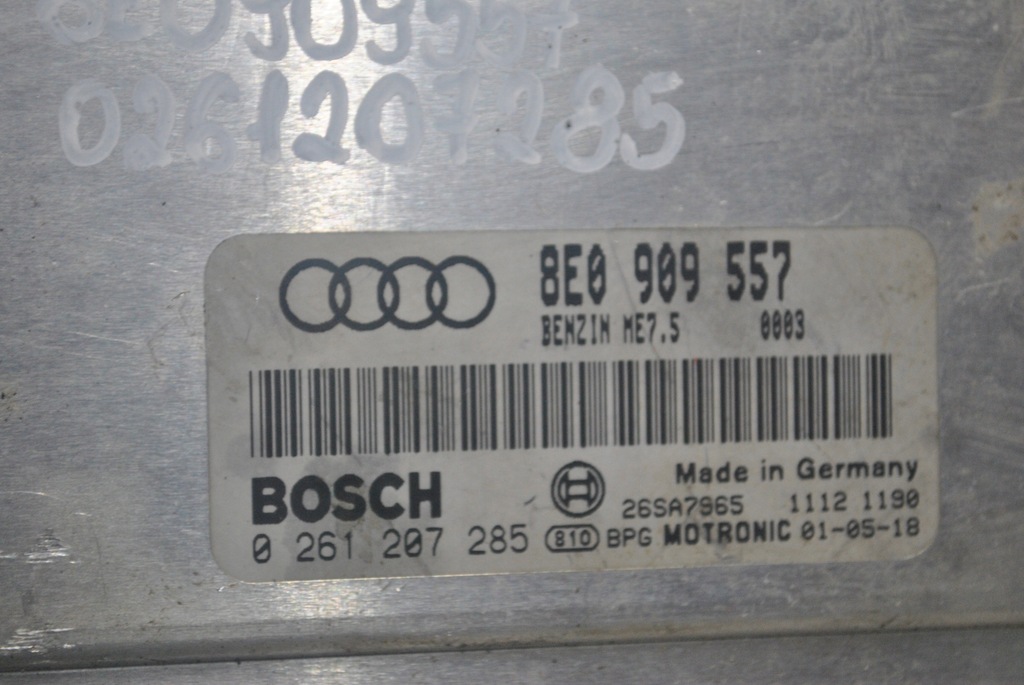 8E0909557
0261207285
8E0 909 557
BENZIN ME7.5 0003
Made in Germany
BOSCH
26SA7965 1112 1190
0 261 207 285 810 BPG MOTRONIC 01-05-18